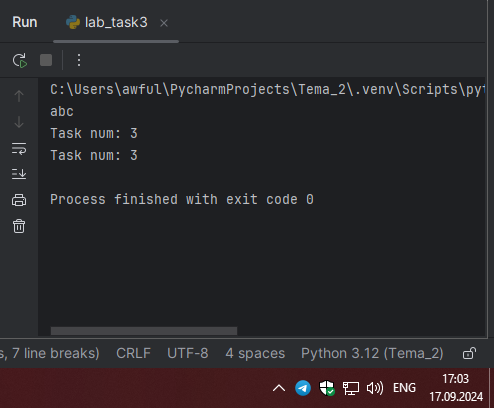 Run lab_task3
C:\Users\awful\PycharmProjects\Tema_2\.venv\Scripts\pyt
abc
Task num: 3
Task num: 3
Process finished with exit code 0
s, 7 line breaks) CRLF UTF-8 4 spaces Python 3.12 (Tema_2)
ENG
17:03
17.09.2024